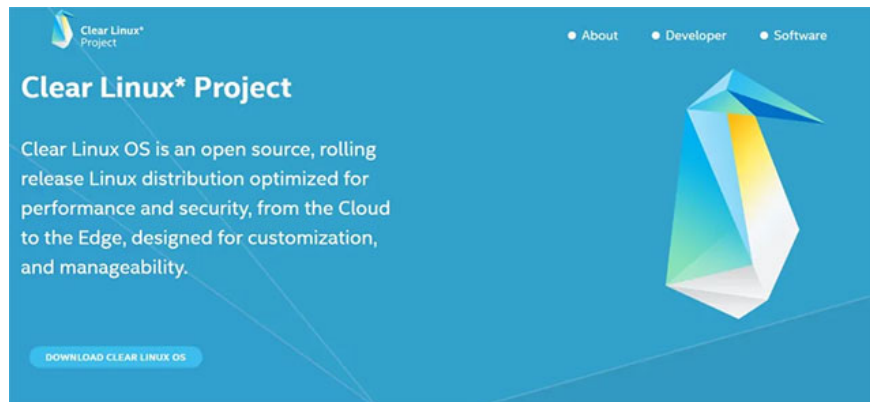 Clear Linux*
Project
About
Developer
Software
Clear Linux* Project
Clear Linux OS is an open source, rolling
release Linux distribution optimized for
performance and security, from the Cloud
to the Edge, designed for customization,
and manageability.
DOWNLOAD CLEAR LINUX OS